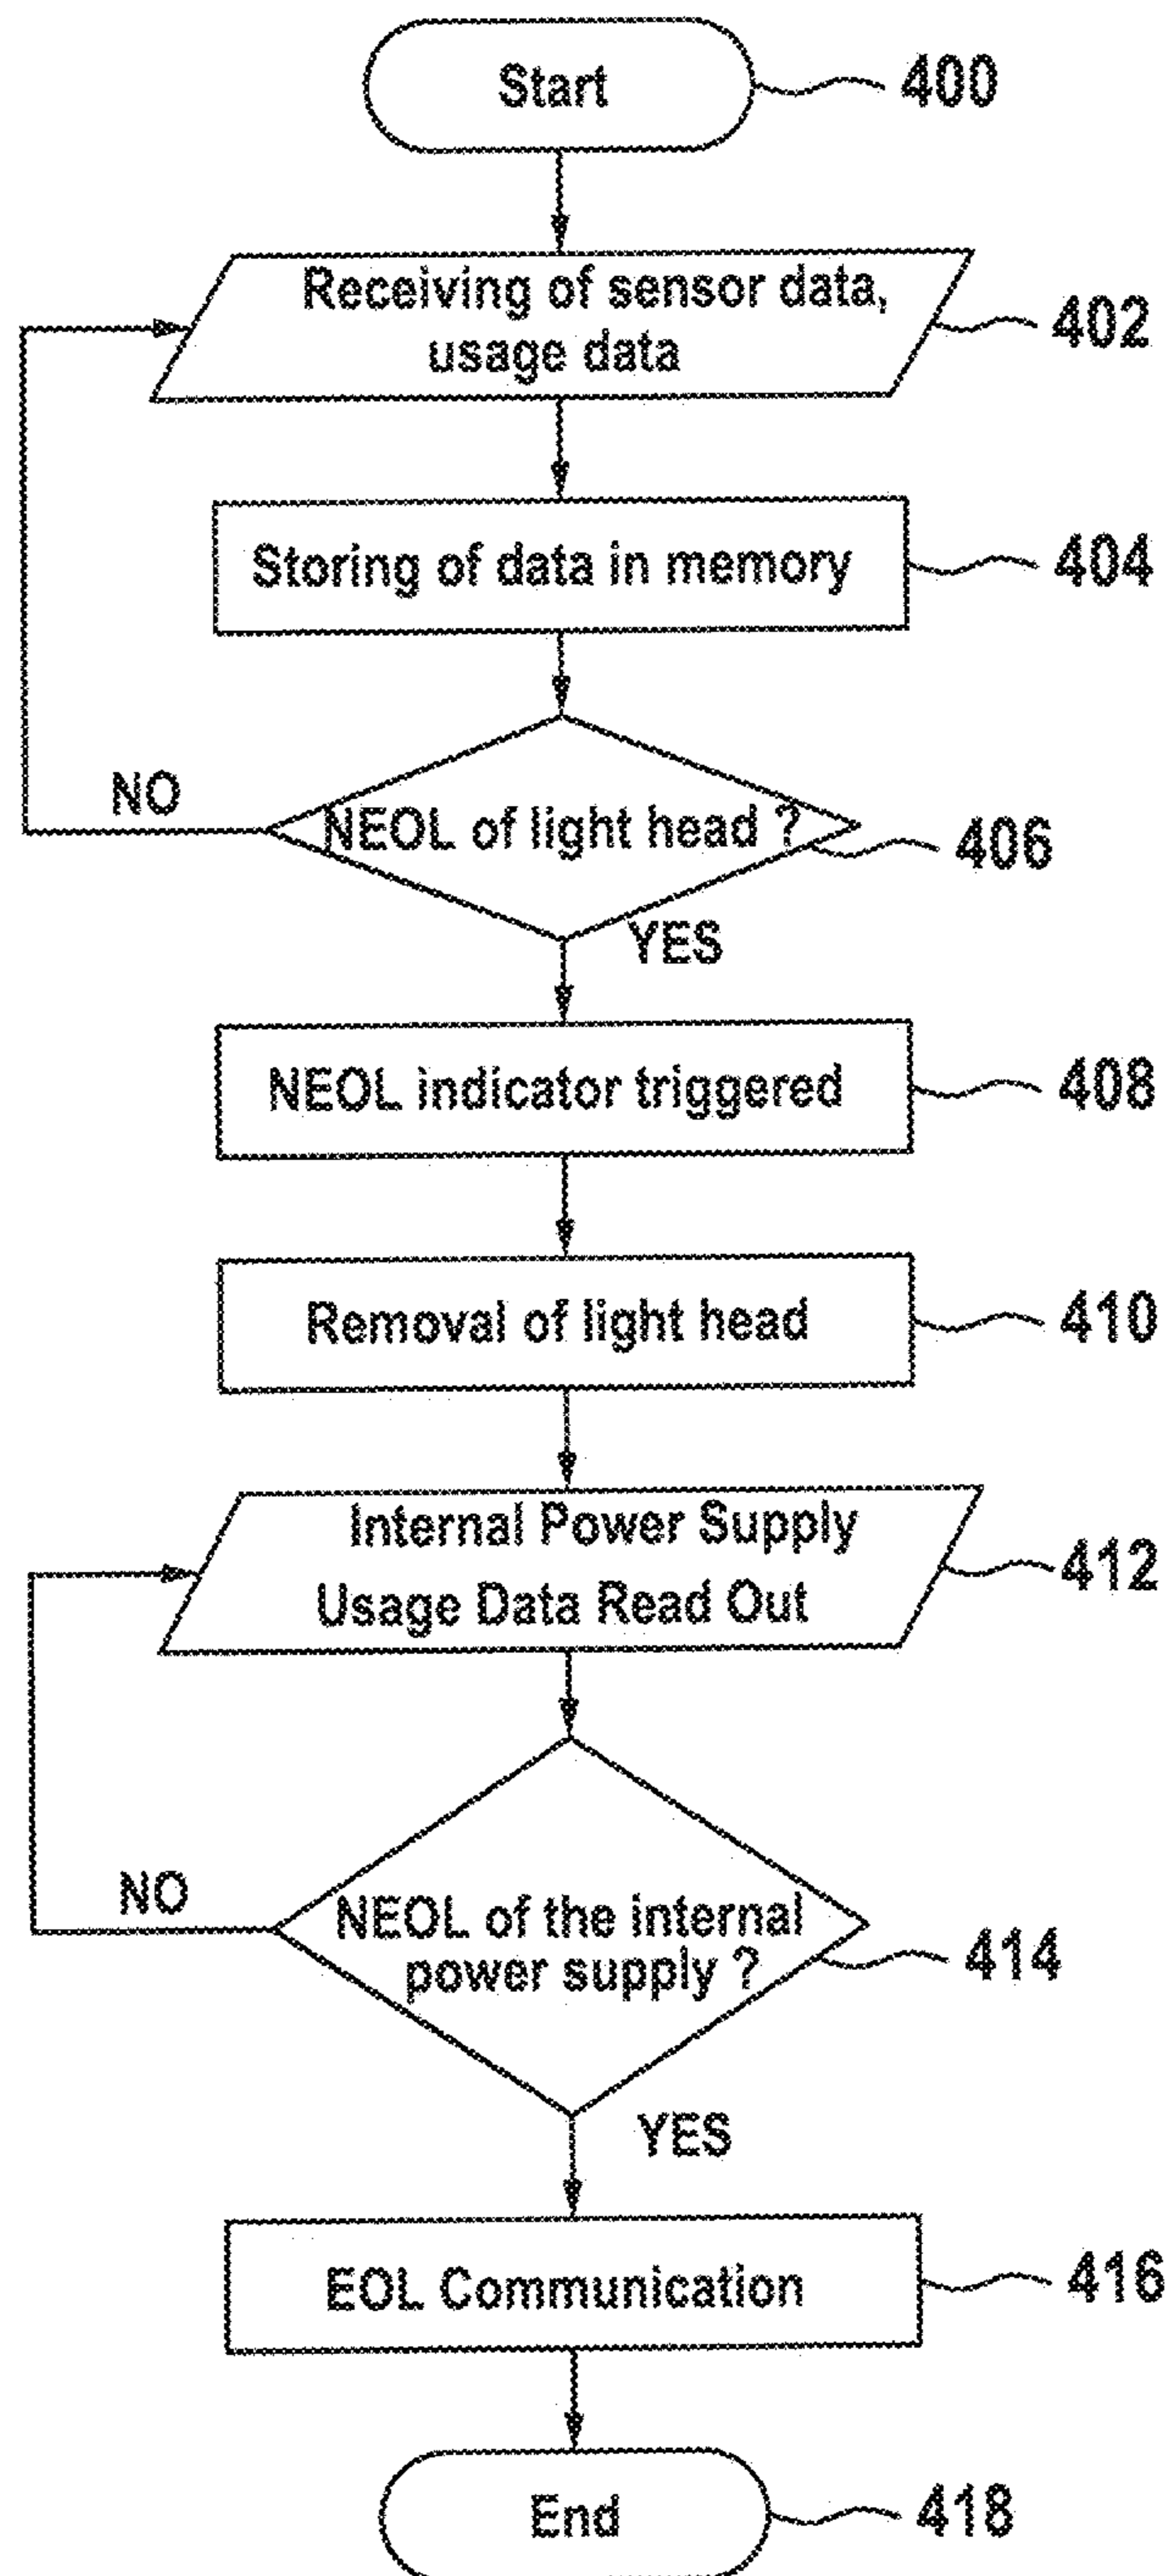 Start
400
Receiving of sensor data,
usage data
402
Storing of data in memory
404
NEOL of light head ?
406
NO
YES
NEOL indicator triggered
408
Removal of light head
410
Internal Power Supply
Usage Data Read Out
412
NEOL of the internal
power supply ?
414
NO
YES
EOL Communication
416
End
418